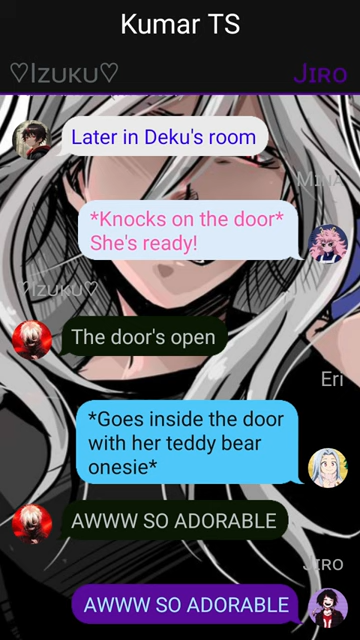 Kumar TS
♡Izuku♡ Jiro
Later in Deku's room
Mina
*Knocks on the door*
She's ready!
♡Izuku♡
The door's open
Eri
*Goes inside the door
with her teddy bear
onesie*
AWWW SO ADORABLE
Jiro
AWWW SO ADORABLE